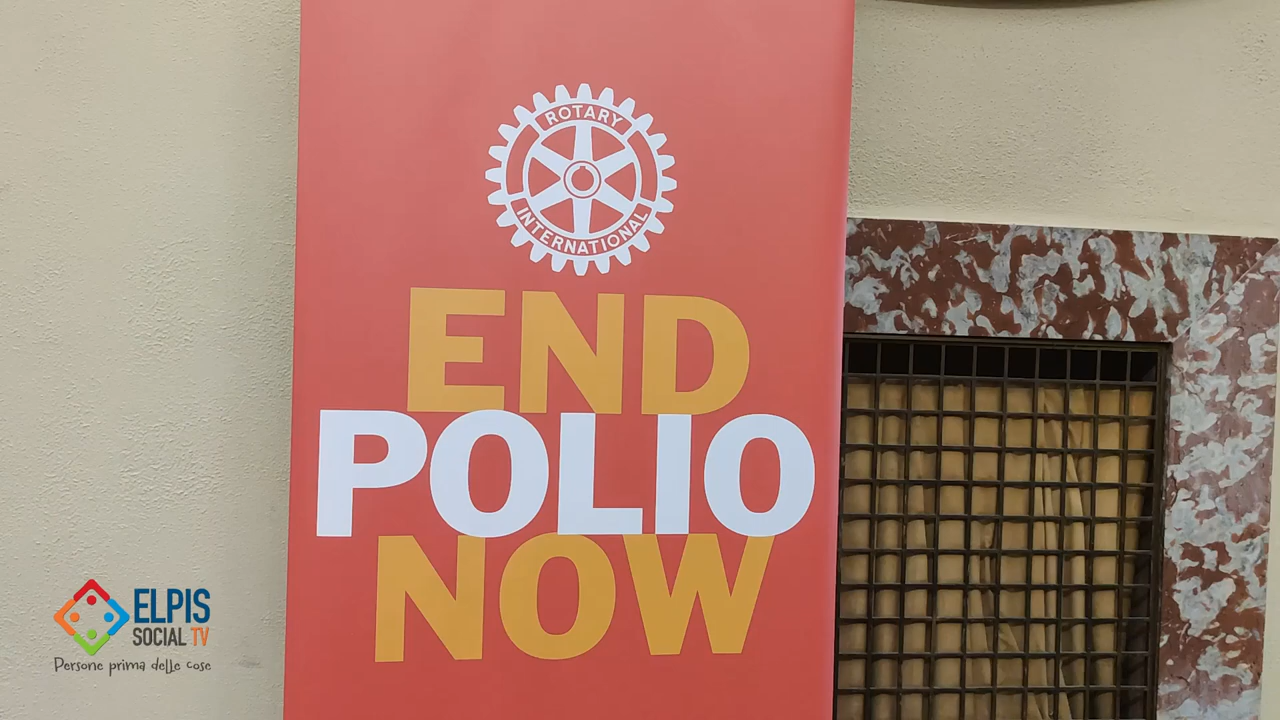 ROTARY
INTERNATIONAL
END
POLIO
NOW
ELPIS
SOCIAL TV
Persone prima delle cose